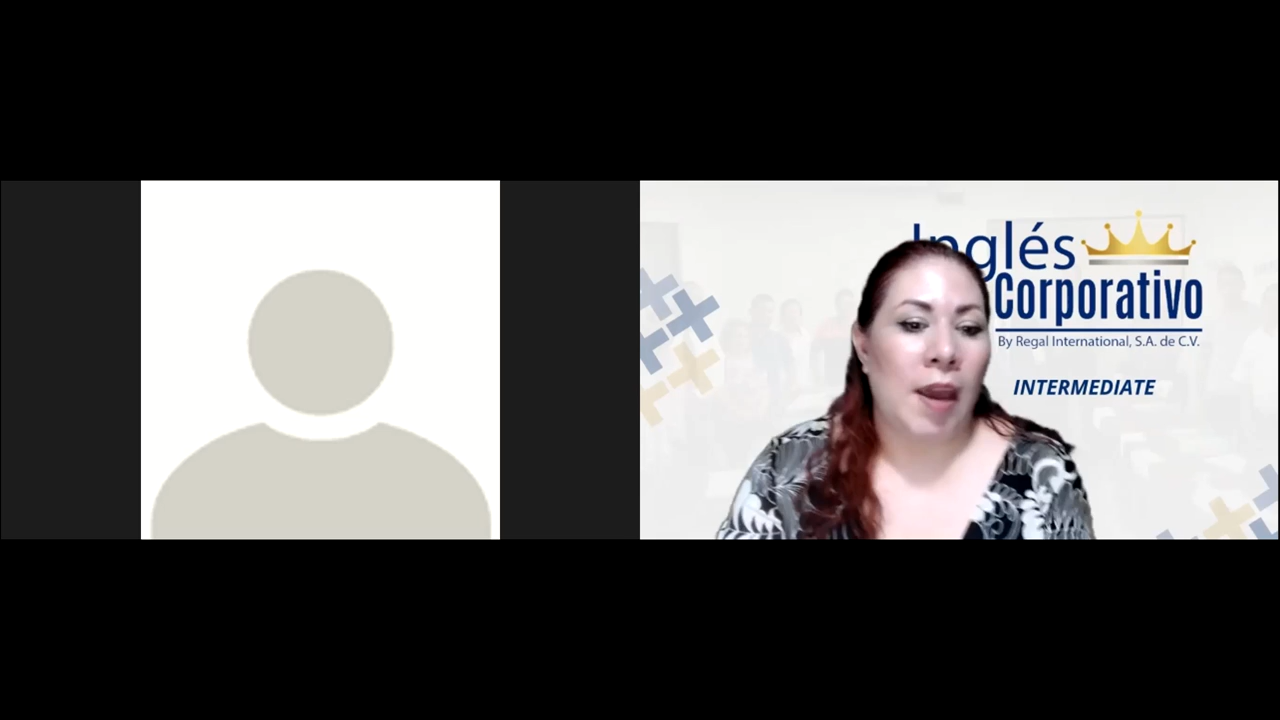 Inglés
Corporativo
By Regal International, S.A. de C.V.
INTERMEDIATE